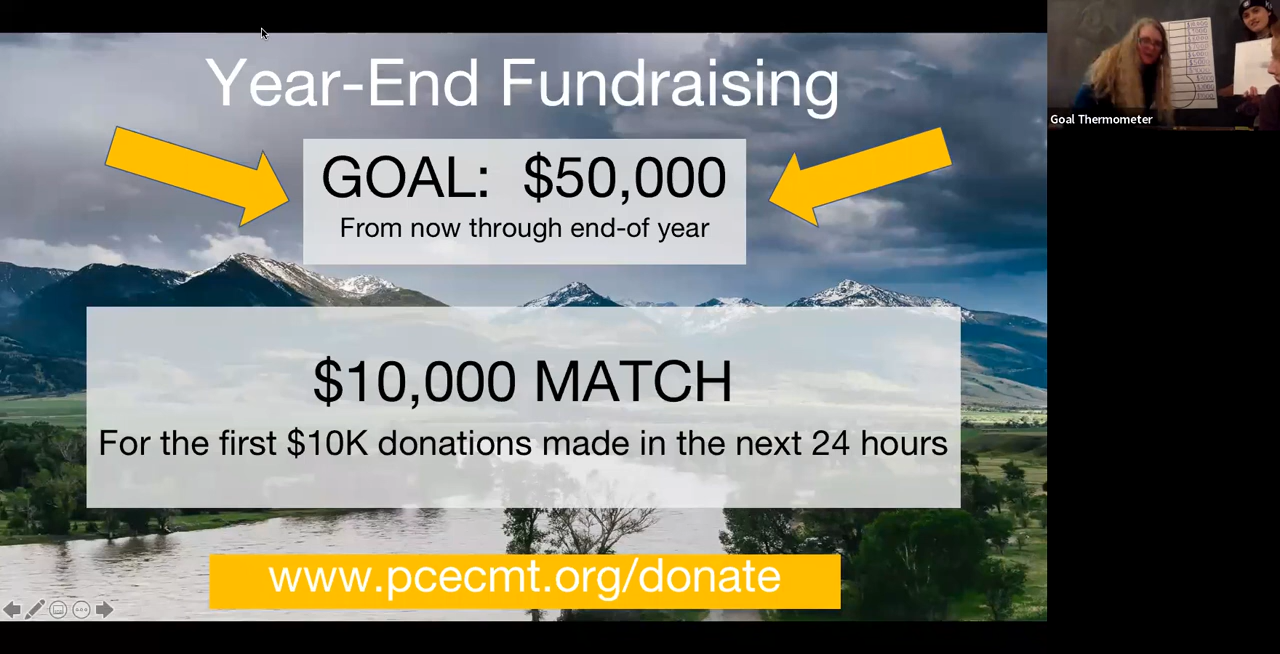 Year-End Fundraising
GOAL: $50,000
From now through end-of year
$10,000 MATCH
For the first $10K donations made in the next 24 hours
www.pcecmt.org/donate
Goal Thermometer